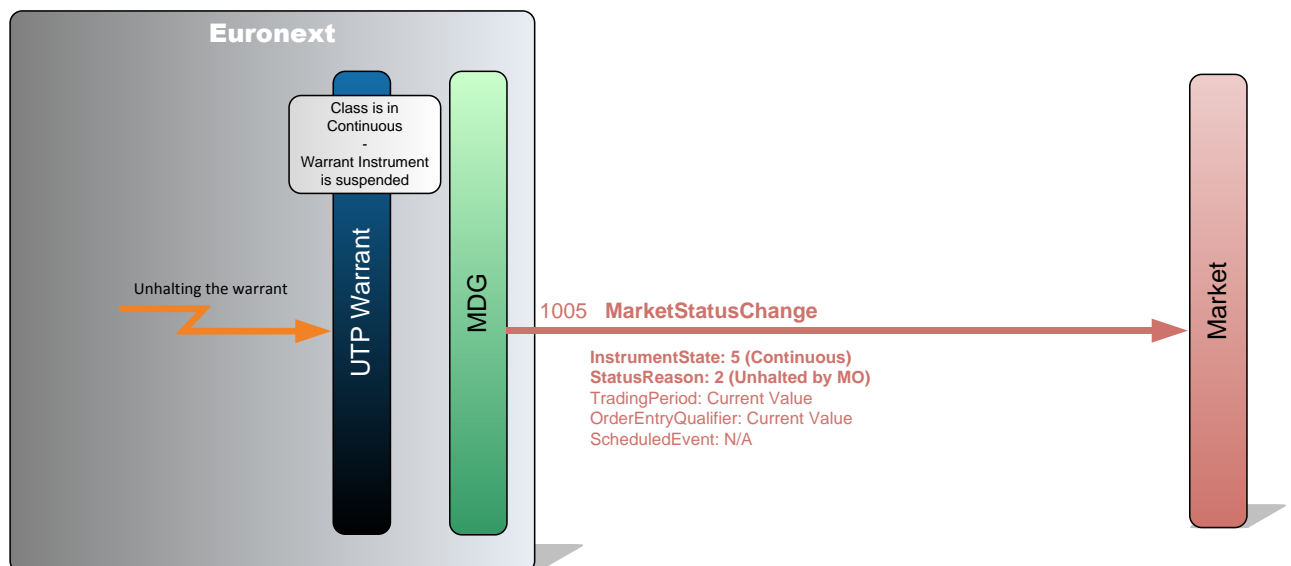 Euronext
Class is in
Continuous
-
Warrant Instrument
is suspended
UTP Warrant
MDG
Unhalting the warrant
1005 MarketStatusChange
InstrumentState: 5 (Continuous)
StatusReason: 2 (Unhalted by MO)
TradingPeriod: Current Value
OrderEntryQualifier: Current Value
ScheduledEvent: N/A
Market